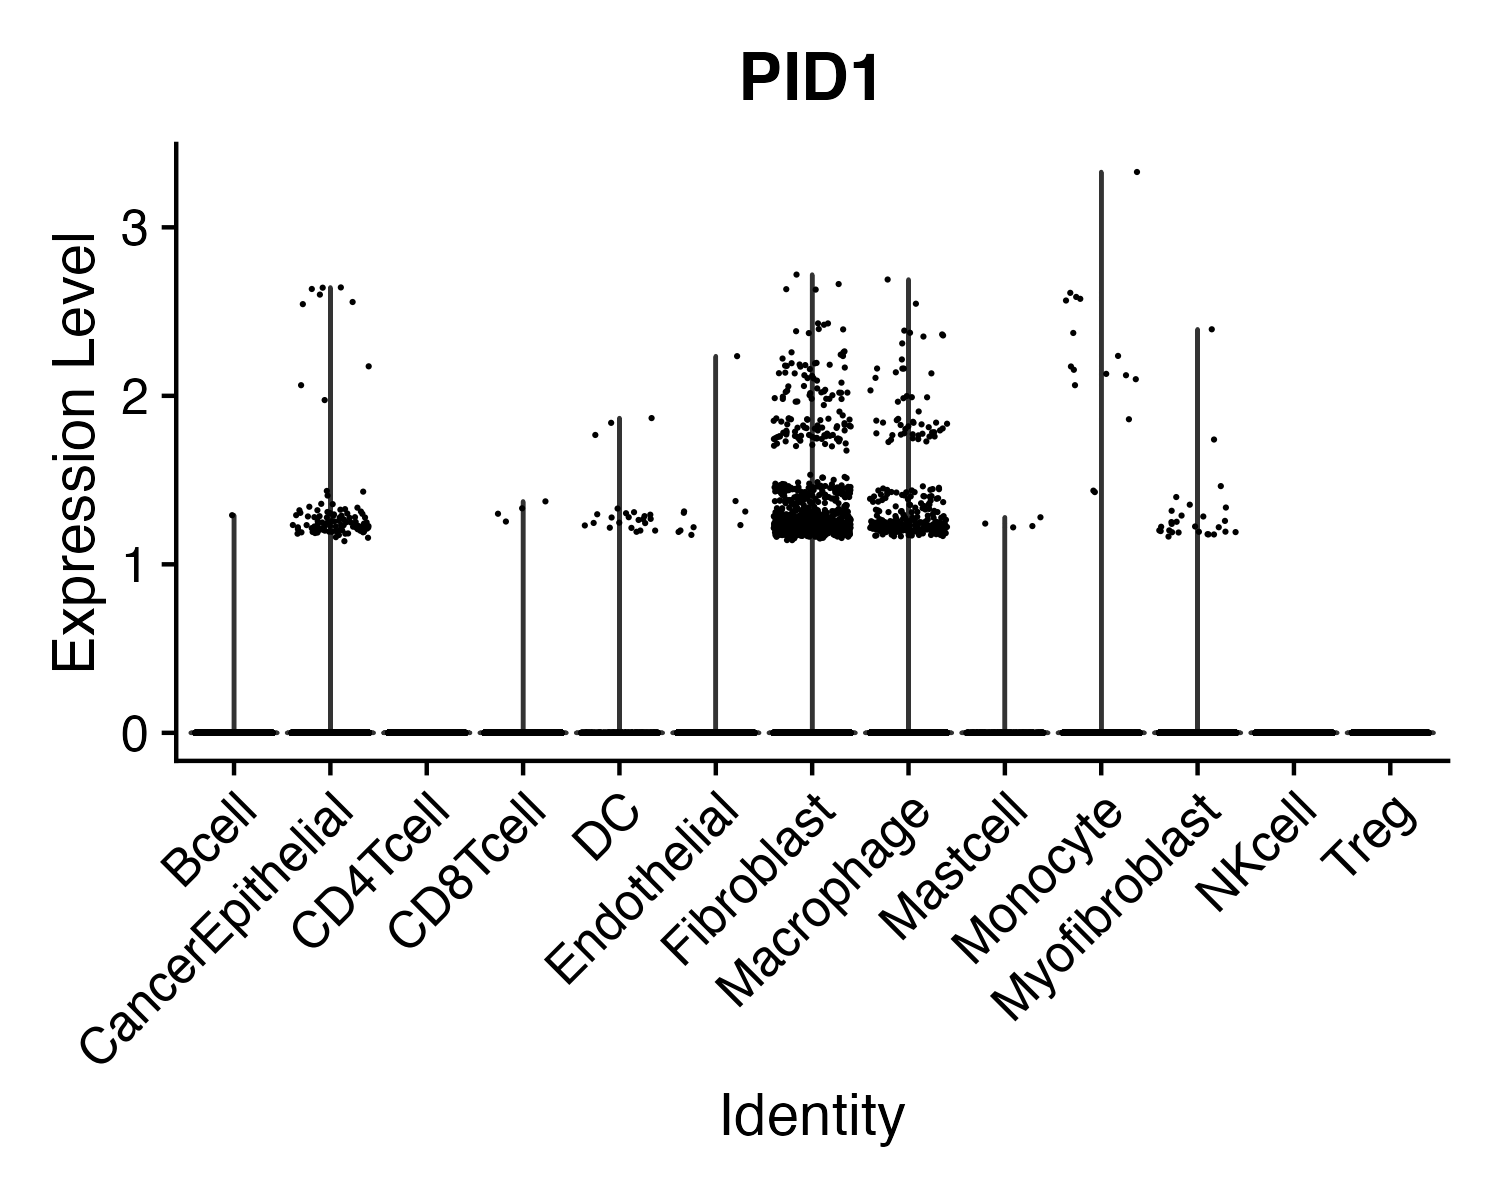 PID1
Expression Level
3
2
1
0
Bcell
CancerEpithelial
CD4Tcell
CD8Tcell
DC
Endothelial
Fibroblast
Macrophage
Mastcell
Monocyte
Myofibroblast
NKcell
Treg
Identity